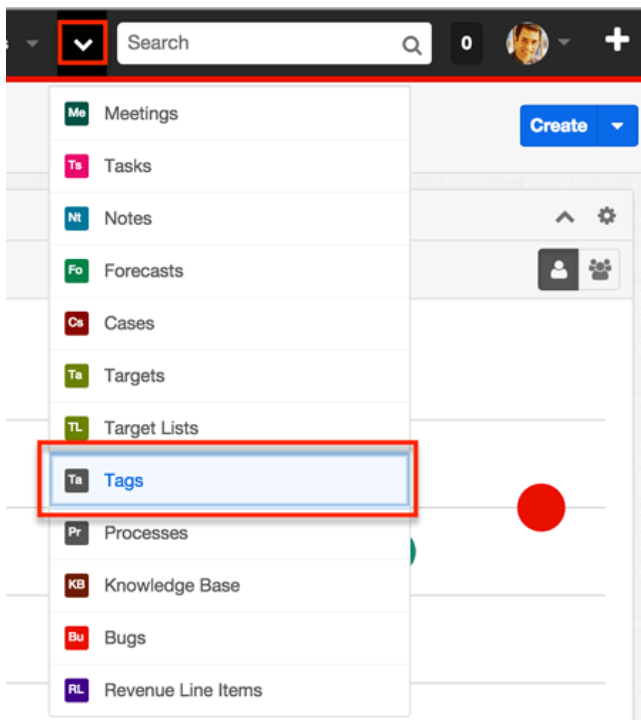 Search
0
Create
Me Meetings
Ts Tasks
Nt Notes
Fo Forecasts
Cs Cases
Ta Targets
TL Target Lists
Ta Tags
Pr Processes
KB Knowledge Base
Bu Bugs
RL Revenue Line Items